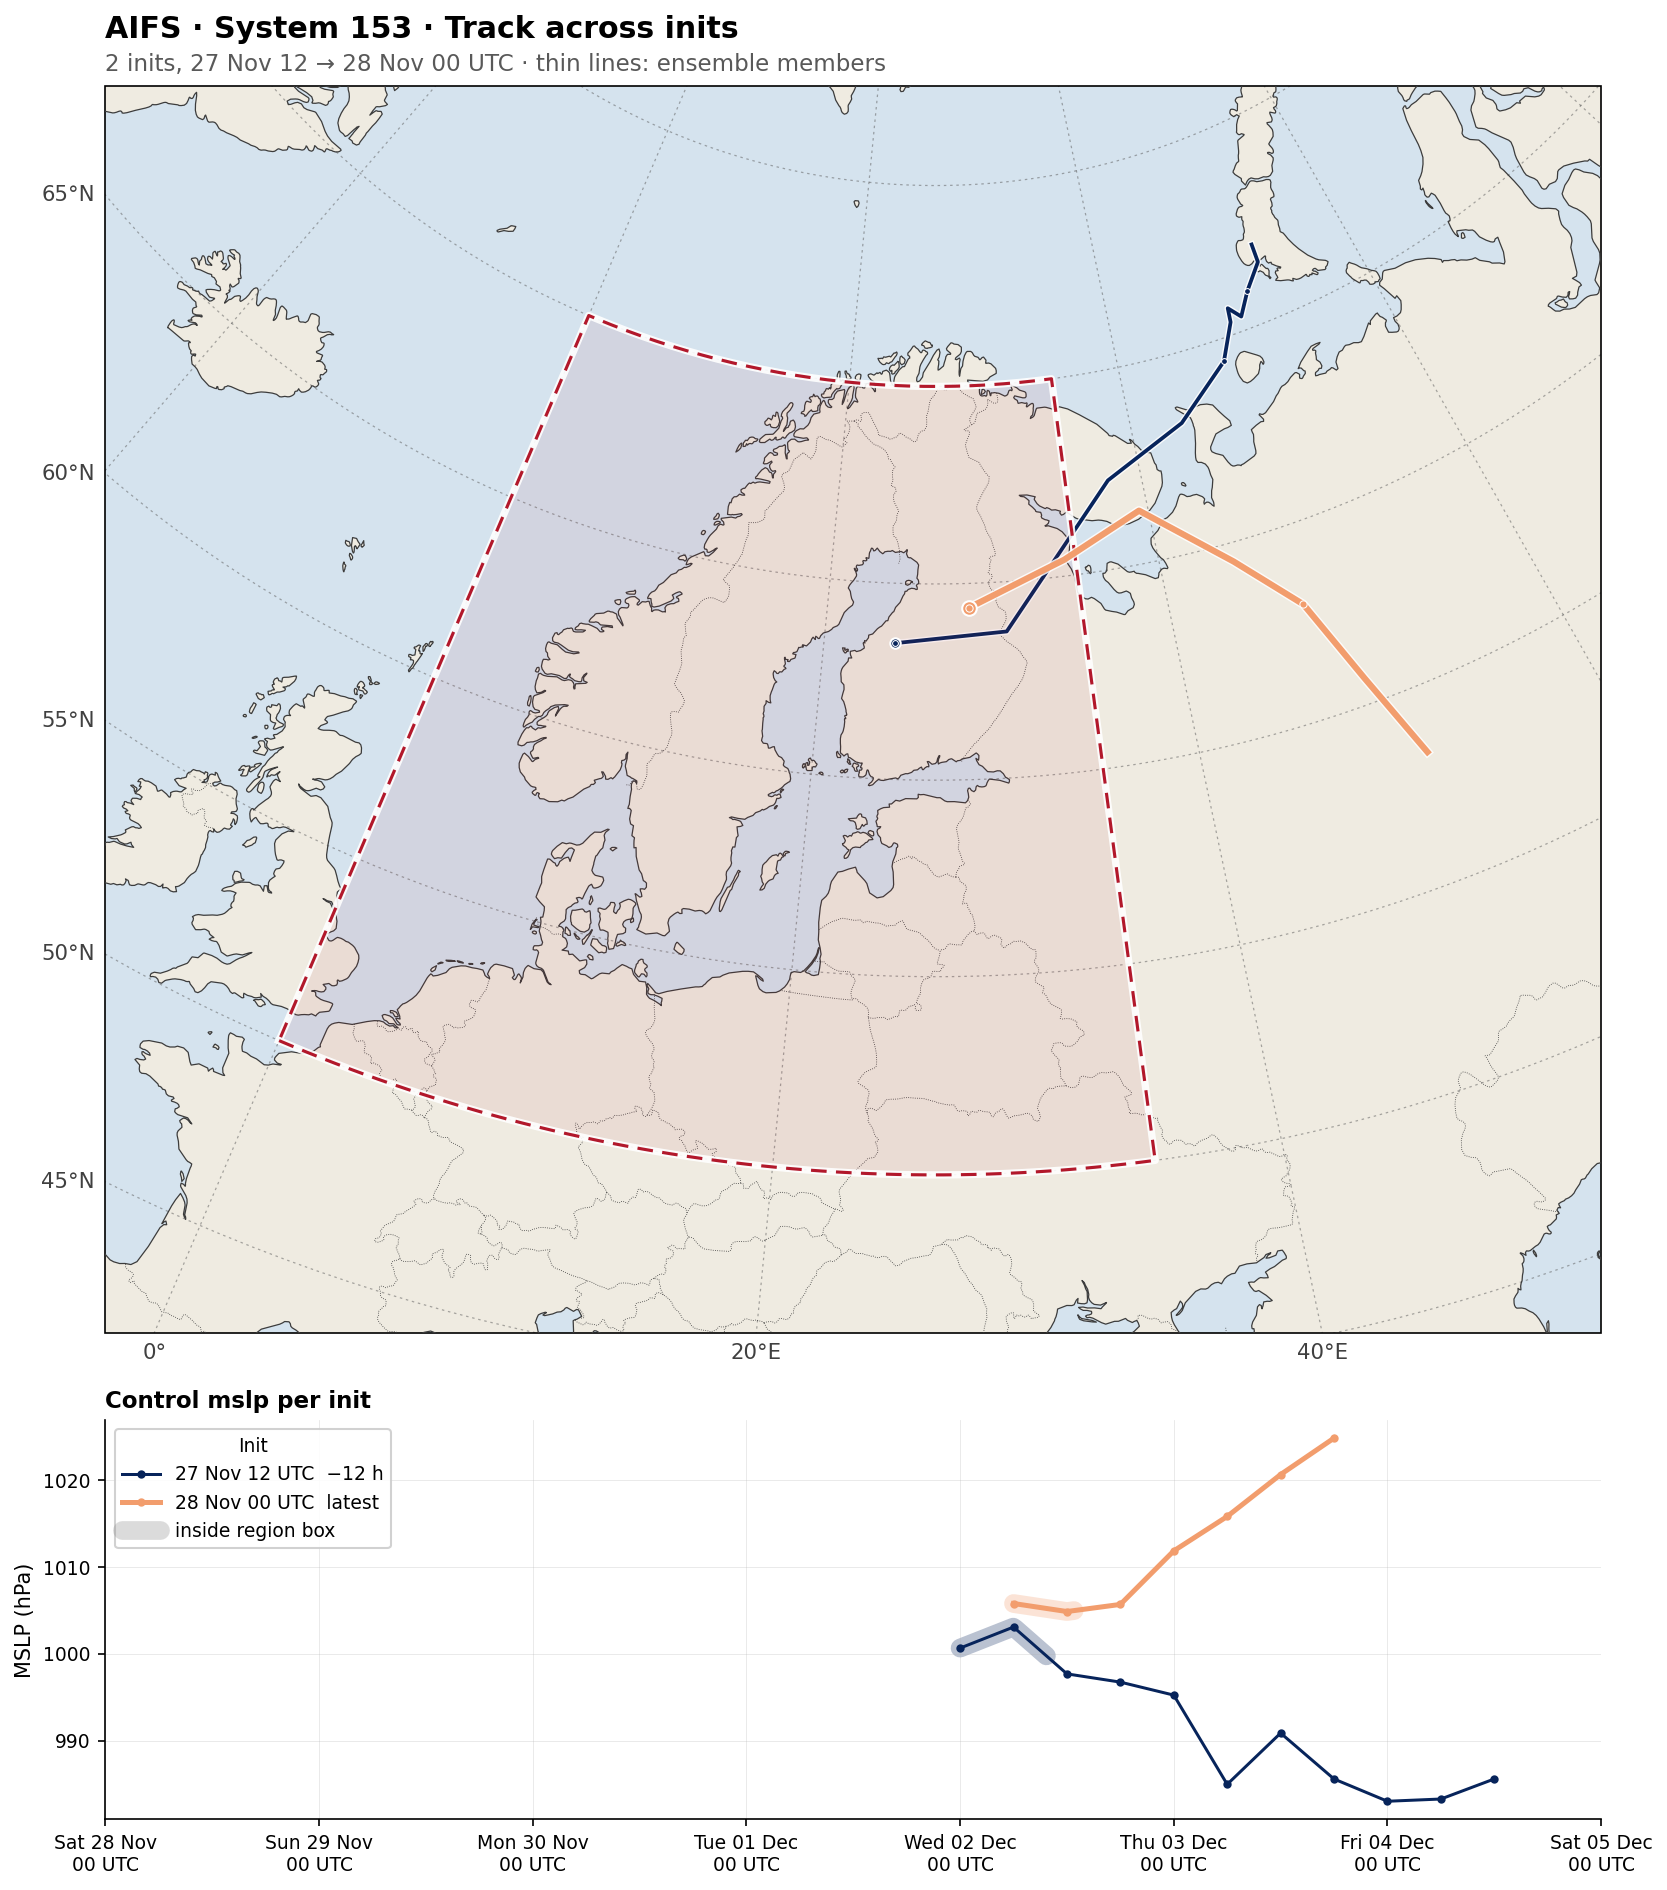 AIFS · System 153 · Track across inits
2 inits, 27 Nov 12 → 28 Nov 00 UTC · thin lines: ensemble members
65°N
60°N
55°N
50°N
45°N
0°
20°E
40°E
Control mslp per init
Init
27 Nov 12 UTC  −12 h
28 Nov 00 UTC  latest
inside region box
MSLP (hPa)
1020
1010
1000
990
Sat 28 Nov
00 UTC
Sun 29 Nov
00 UTC
Mon 30 Nov
00 UTC
Tue 01 Dec
00 UTC
Wed 02 Dec
00 UTC
Thu 03 Dec
00 UTC
Fri 04 Dec
00 UTC
Sat 05 Dec
00 UTC